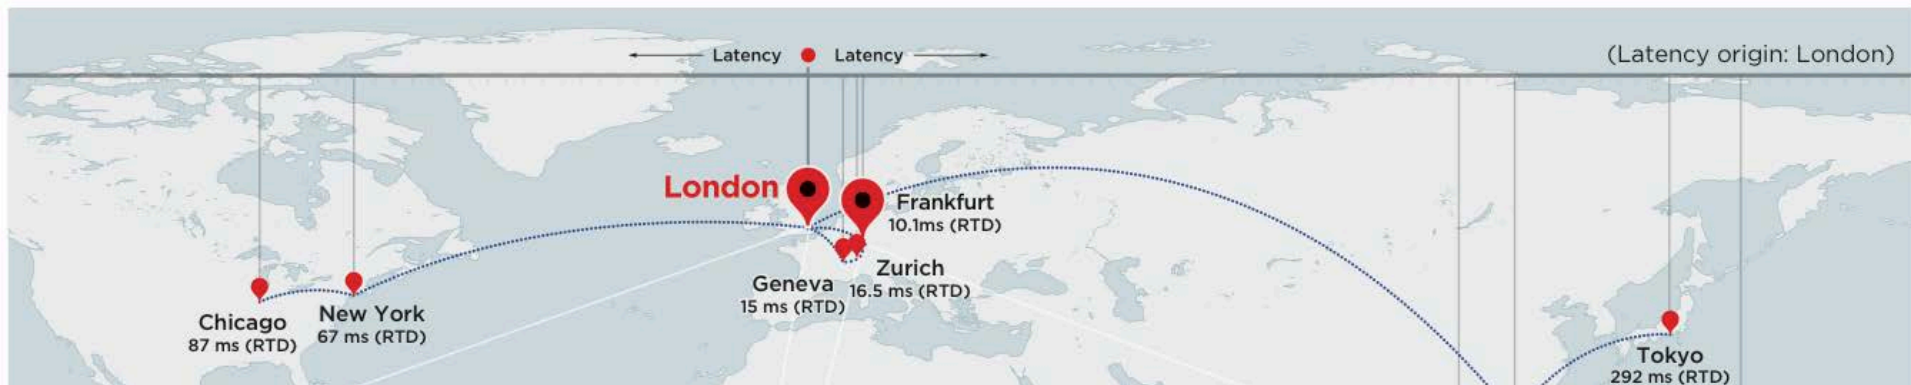 Latency Latency
(Latency origin: London)
London
Frankfurt
10.1ms (RTD)
Geneva
15 ms (RTD)
Zurich
16.5 ms (RTD)
Chicago
87 ms (RTD)
New York
67 ms (RTD)
Tokyo
292 ms (RTD)